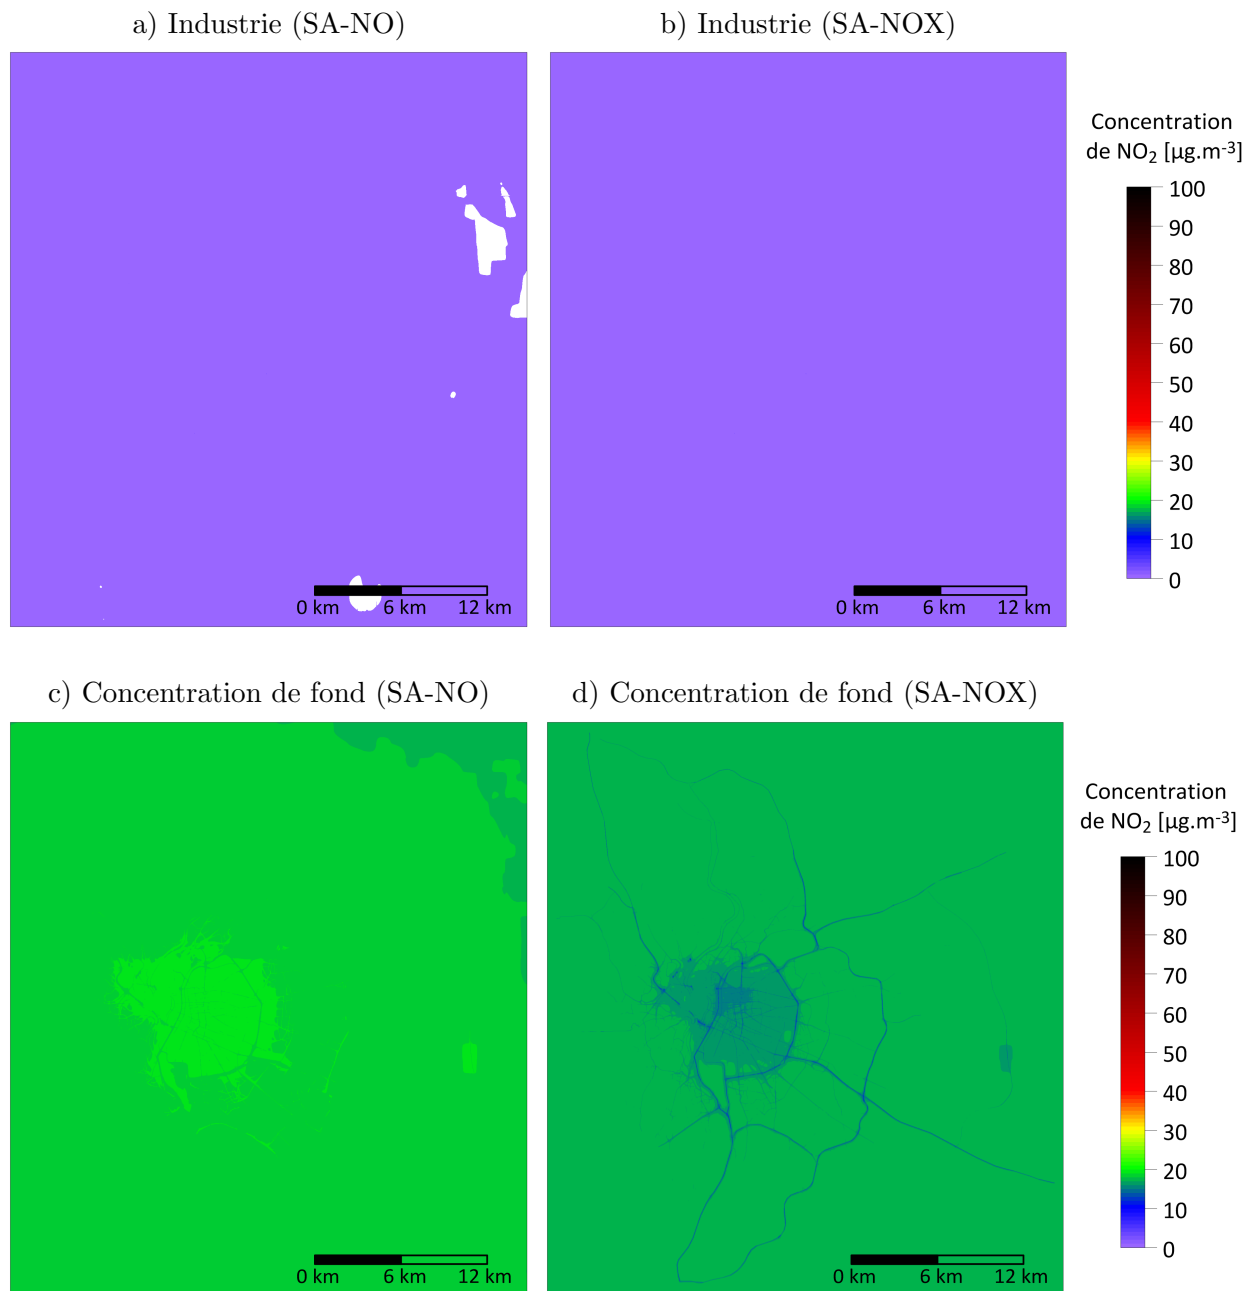 a) Industrie (SA-NO)
b) Industrie (SA-NOX)
Concentration
de NO₂ [µg.m⁻³]
100
90
80
70
60
50
40
30
20
10
0
0 km 6 km 12 km
0 km 6 km 12 km
c) Concentration de fond (SA-NO)
d) Concentration de fond (SA-NOX)
Concentration
de NO₂ [µg.m⁻³]
100
90
80
70
60
50
40
30
20
10
0
0 km 6 km 12 km
0 km 6 km 12 km